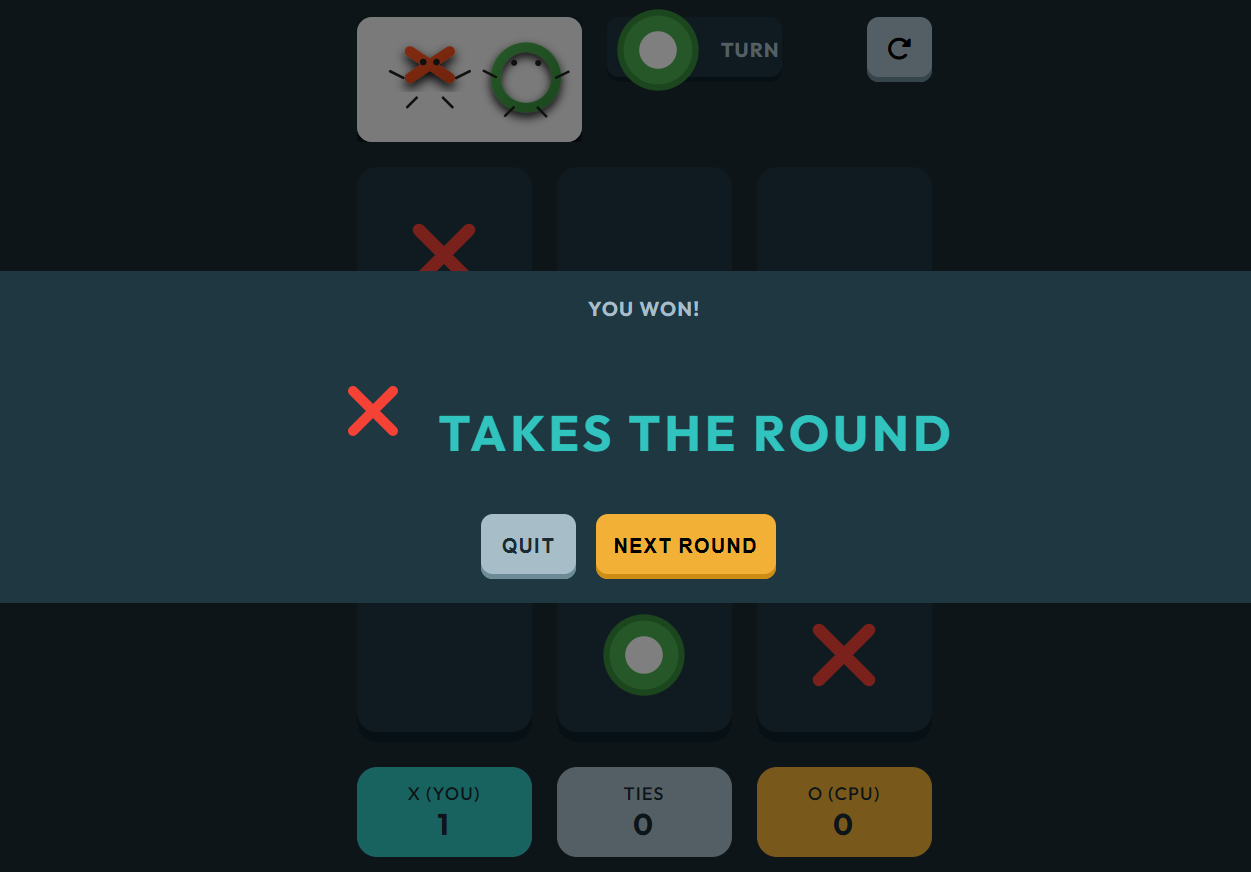 TURN
YOU WON!
TAKES THE ROUND
QUIT
NEXT ROUND
X (YOU)
1
TIES
0
O (CPU)
0